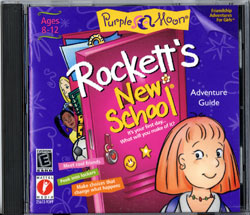 Ages
8-12
Purple Moon
Friendship
Adventures
For Girls
Rockett's
New
School
Adventure
Guide
It's your first day...
What will you make of it?
Meet new friends
Peek into lockers
Make choices that
change what happens
E